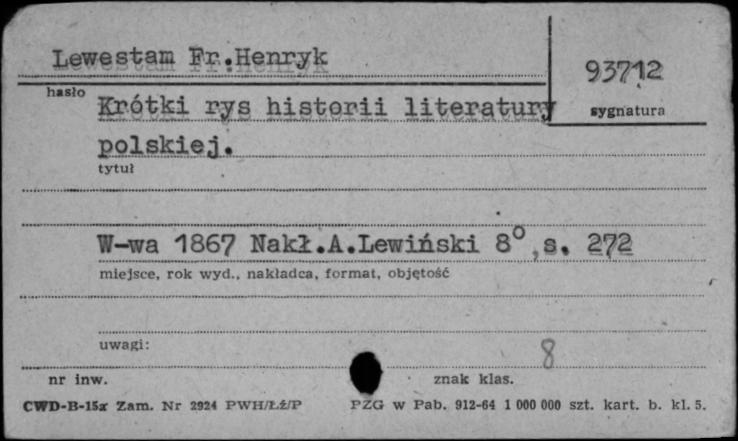 Lewestam Fr.Henryk
93712
hasło
sygnatura
Krótki rys historii literatury
polskiej.
tytuł
W-wa 1867 Nakł.A.Lewiński 8°,s. 272
miejsce, rok wyd., nakładca, format, objętość
uwagi:
8
nr inw.
znak klas.
CWD-B-15x Zam. Nr 2924 PWH/Łź/P
PZG w Pab. 912-64 1 000 000 szt. kart. b. kl. 5.